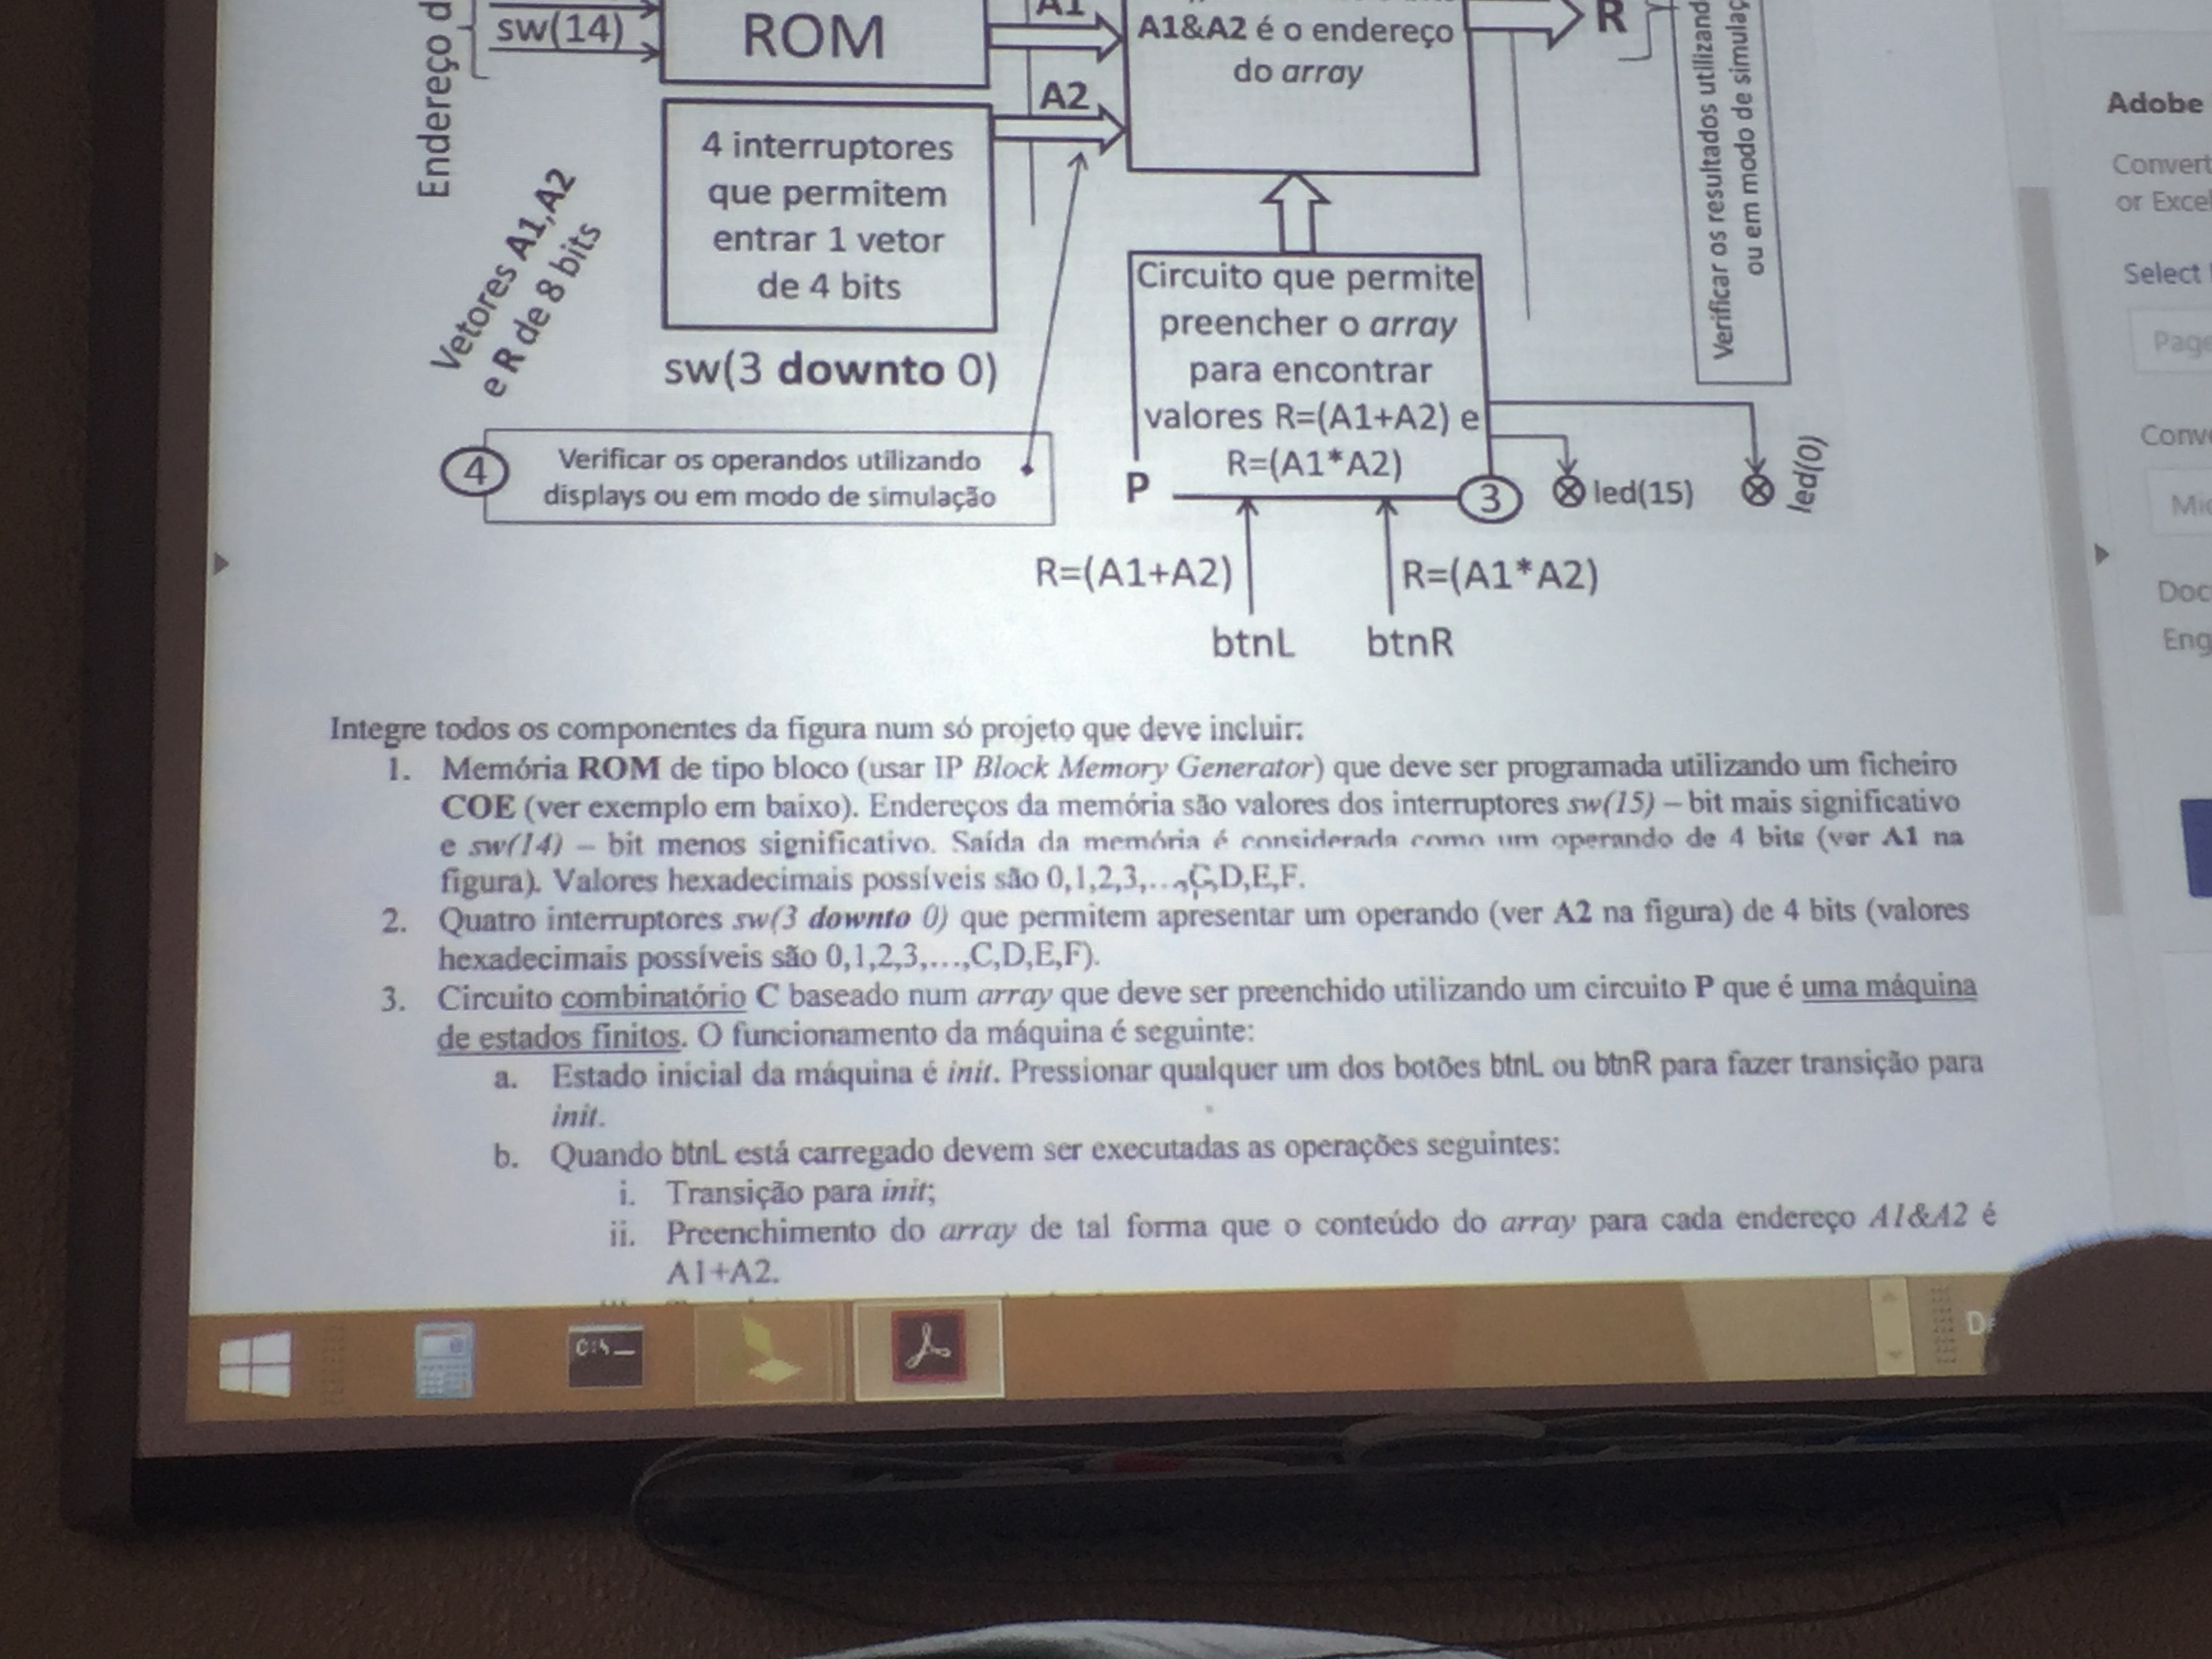 Endereço d
sw(14)
ROM
A1
A1&A2 é o endereço
do array
R
A2
4 interruptores
que permitem
entrar 1 vetor
de 4 bits
Vetores A1,A2
e R de 8 bits
sw(3 downto 0)
Circuito que permite
preencher o array
para encontrar
valores R=(A1+A2) e
R=(A1*A2)
Verificar os resultados utilizand
ou em modo de simulaç
4
Verificar os operandos utilizando
displays ou em modo de simulação
P
3
led(15)
led(0)
R=(A1+A2)
R=(A1*A2)
btnL
btnR
Integre todos os componentes da figura num só projeto que deve incluir:
1. Memória ROM de tipo bloco (usar IP Block Memory Generator) que deve ser programada utilizando um ficheiro
COE (ver exemplo em baixo). Endereços da memória são valores dos interruptores sw(15) – bit mais significativo
e sw(14) – bit menos significativo. Saída da memória é considerada como um operando de 4 bits (ver A1 na
figura). Valores hexadecimais possíveis são 0,1,2,3,…,C,D,E,F.
2. Quatro interruptores sw(3 downto 0) que permitem apresentar um operando (ver A2 na figura) de 4 bits (valores
hexadecimais possíveis são 0,1,2,3,…,C,D,E,F).
3. Circuito combinatório C baseado num array que deve ser preenchido utilizando um circuito P que é uma máquina
de estados finitos. O funcionamento da máquina é seguinte:
a. Estado inicial da máquina é init. Pressionar qualquer um dos botões btnL ou btnR para fazer transição para
init.
b. Quando btnL está carregado devem ser executadas as operações seguintes:
i. Transição para init;
ii. Preenchimento do array de tal forma que o conteúdo do array para cada endereço A1&A2 é
A1+A2.
Adobe
Convert
or Excel
Select
Page
Conve
Mic
Doc
Eng
C:\